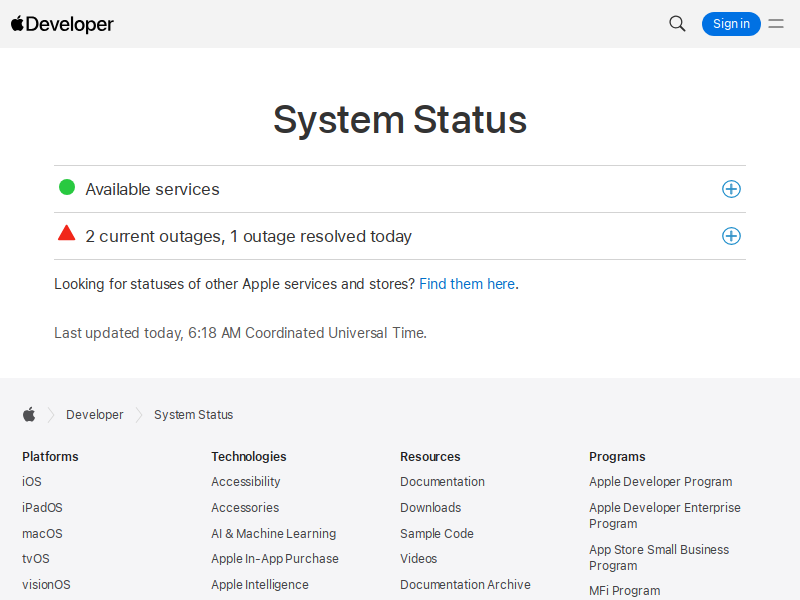 Developer
Sign in
System Status
Available services
2 current outages, 1 outage resolved today
Looking for statuses of other Apple services and stores? Find them here.
Last updated today, 6:18 AM Coordinated Universal Time.
Developer
System Status
Platforms
iOS
iPadOS
macOS
tvOS
visionOS
Technologies
Accessibility
Accessories
AI & Machine Learning
Apple In-App Purchase
Apple Intelligence
Resources
Documentation
Downloads
Sample Code
Videos
Documentation Archive
Programs
Apple Developer Program
Apple Developer Enterprise
Program
App Store Small Business
Program
MFi Program